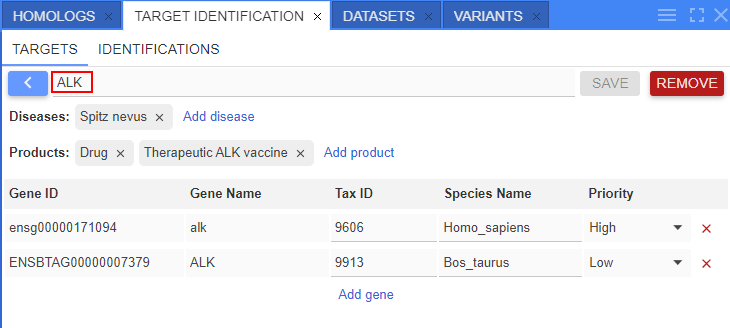 HOMOLOGS × TARGET IDENTIFICATION × DATASETS × VARIANTS ×
TARGETS IDENTIFICATIONS
ALK SAVE REMOVE
Diseases: Spitz nevus × Add disease
Products: Drug × Therapeutic ALK vaccine × Add product
Gene ID Gene Name Tax ID Species Name Priority
ensg00000171094 alk 9606 Homo_sapiens High
ENSBTAG00000007379 ALK 9913 Bos_taurus Low
Add gene